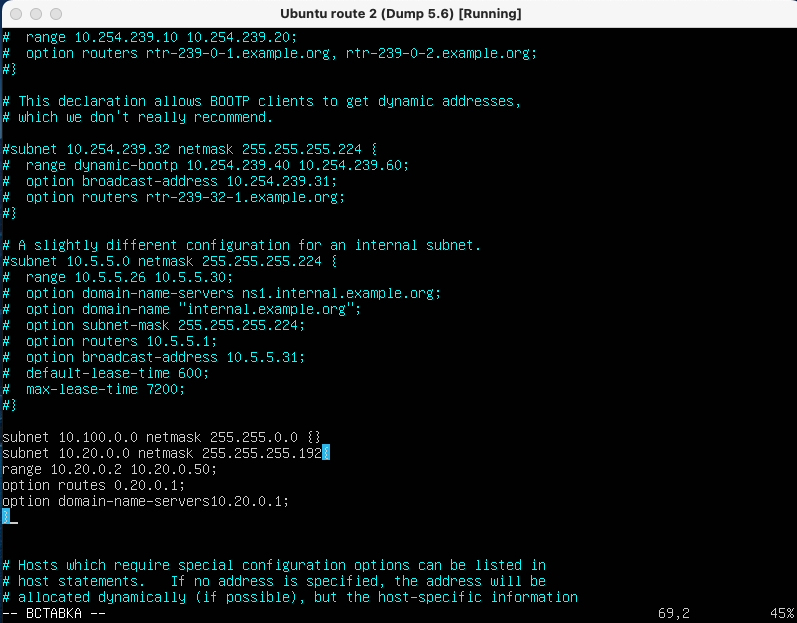 Ubuntu route 2 (Dump 5.6) [Running]
#  range 10.254.239.10 10.254.239.20;
#  option routers rtr-239-0-1.example.org, rtr-239-0-2.example.org;
#}
# This declaration allows BOOTP clients to get dynamic addresses,
# which we don't really recommend.
#subnet 10.254.239.32 netmask 255.255.255.224 {
#  range dynamic-bootp 10.254.239.40 10.254.239.60;
#  option broadcast-address 10.254.239.31;
#  option routers rtr-239-32-1.example.org;
#}
# A slightly different configuration for an internal subnet.
#subnet 10.5.5.0 netmask 255.255.255.224 {
#  range 10.5.5.26 10.5.5.30;
#  option domain-name-servers ns1.internal.example.org;
#  option domain-name "internal.example.org";
#  option subnet-mask 255.255.255.224;
#  option routers 10.5.5.1;
#  option broadcast-address 10.5.5.31;
#  default-lease-time 600;
#  max-lease-time 7200;
#}
subnet 10.100.0.0 netmask 255.255.0.0 {}
subnet 10.20.0.0 netmask 255.255.255.192{
range 10.20.0.2 10.20.0.50;
option routes 0.20.0.1;
option domain-name-servers10.20.0.1;
}
# Hosts which require special configuration options can be listed in
# host statements.   If no address is specified, the address will be
# allocated dynamically (if possible), but the host-specific information
-- ВСТАВКА --
69,2
45%